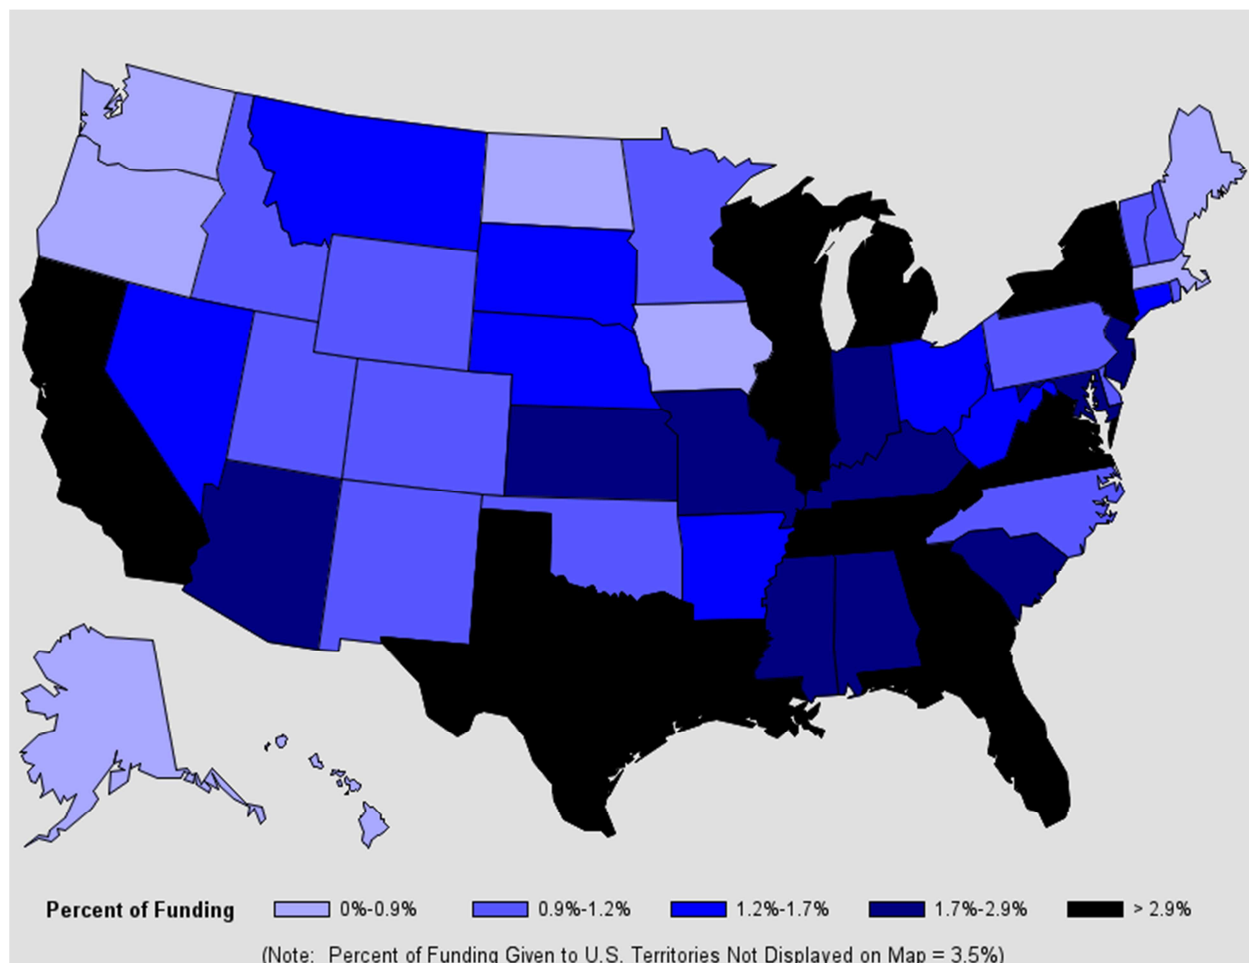 Percent of Funding 0%-0.9% 0.9%-1.2% 1.2%-1.7% 1.7%-2.9% > 2.9%
(Note: Percent of Funding Given to U.S. Territories Not Displayed on Map = 3.5%)